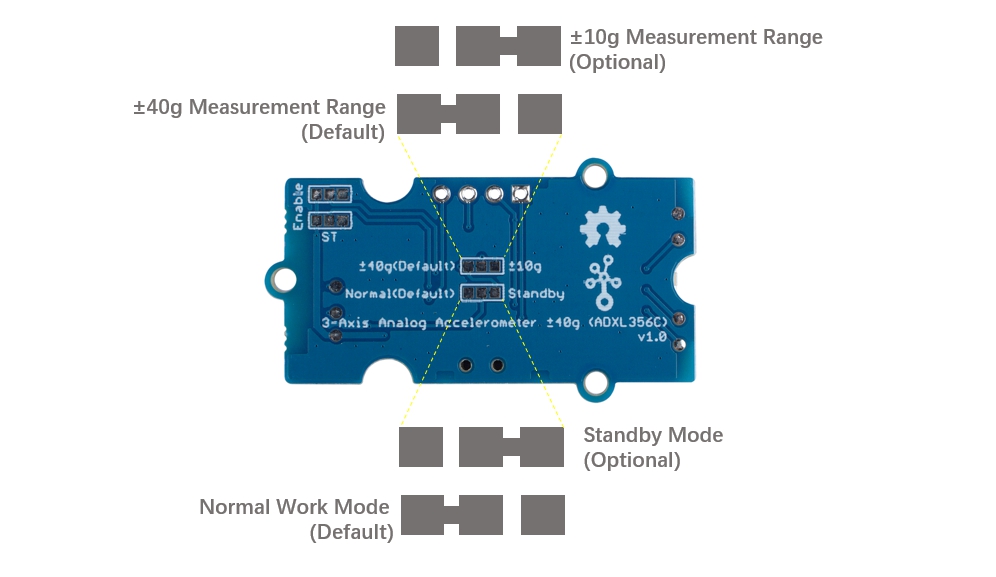 ±10g Measurement Range
(Optional)
±40g Measurement Range
(Default)
Enable
ST
±40g(Default) ±10g
Normal(Default) Standby
3-Axis Analog Accelerometer ±40g (ADXL356C)
v1.0
Standby Mode
(Optional)
Normal Work Mode
(Default)